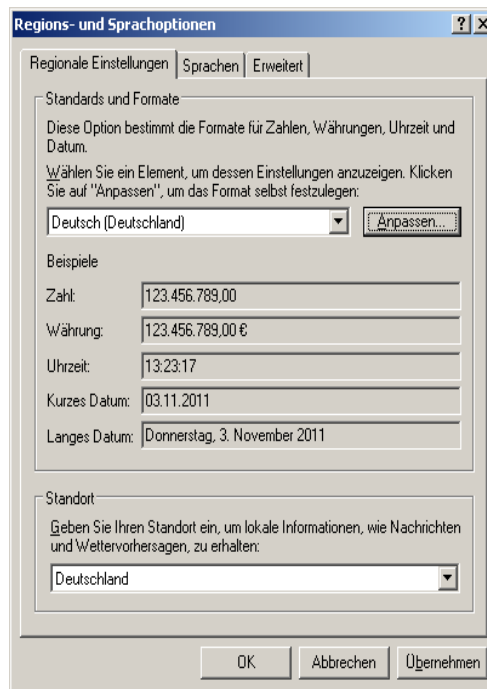 Regions- und Sprachoptionen
Regionale Einstellungen Sprachen Erweitert
Standards und Formate
Diese Option bestimmt die Formate für Zahlen, Währungen, Uhrzeit und
Datum.
Wählen Sie ein Element, um dessen Einstellungen anzuzeigen. Klicken
Sie auf "Anpassen", um das Format selbst festzulegen:
Deutsch (Deutschland) Anpassen...
Beispiele
Zahl: 123.456.789,00
Währung: 123.456.789,00 €
Uhrzeit: 13:23:17
Kurzes Datum: 03.11.2011
Langes Datum: Donnerstag, 3. November 2011
Standort
Geben Sie Ihren Standort ein, um lokale Informationen, wie Nachrichten
und Wettervorhersagen, zu erhalten:
Deutschland
OK Abbrechen Übernehmen